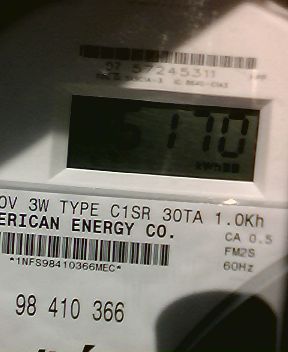 57245311
170
kWh
0V 3W TYPE C1SR 30TA 1.0Kh
ERICAN ENERGY CO.
CA 0.5
FM2S
*1NFS98410366MEC*
60Hz
98 410 366